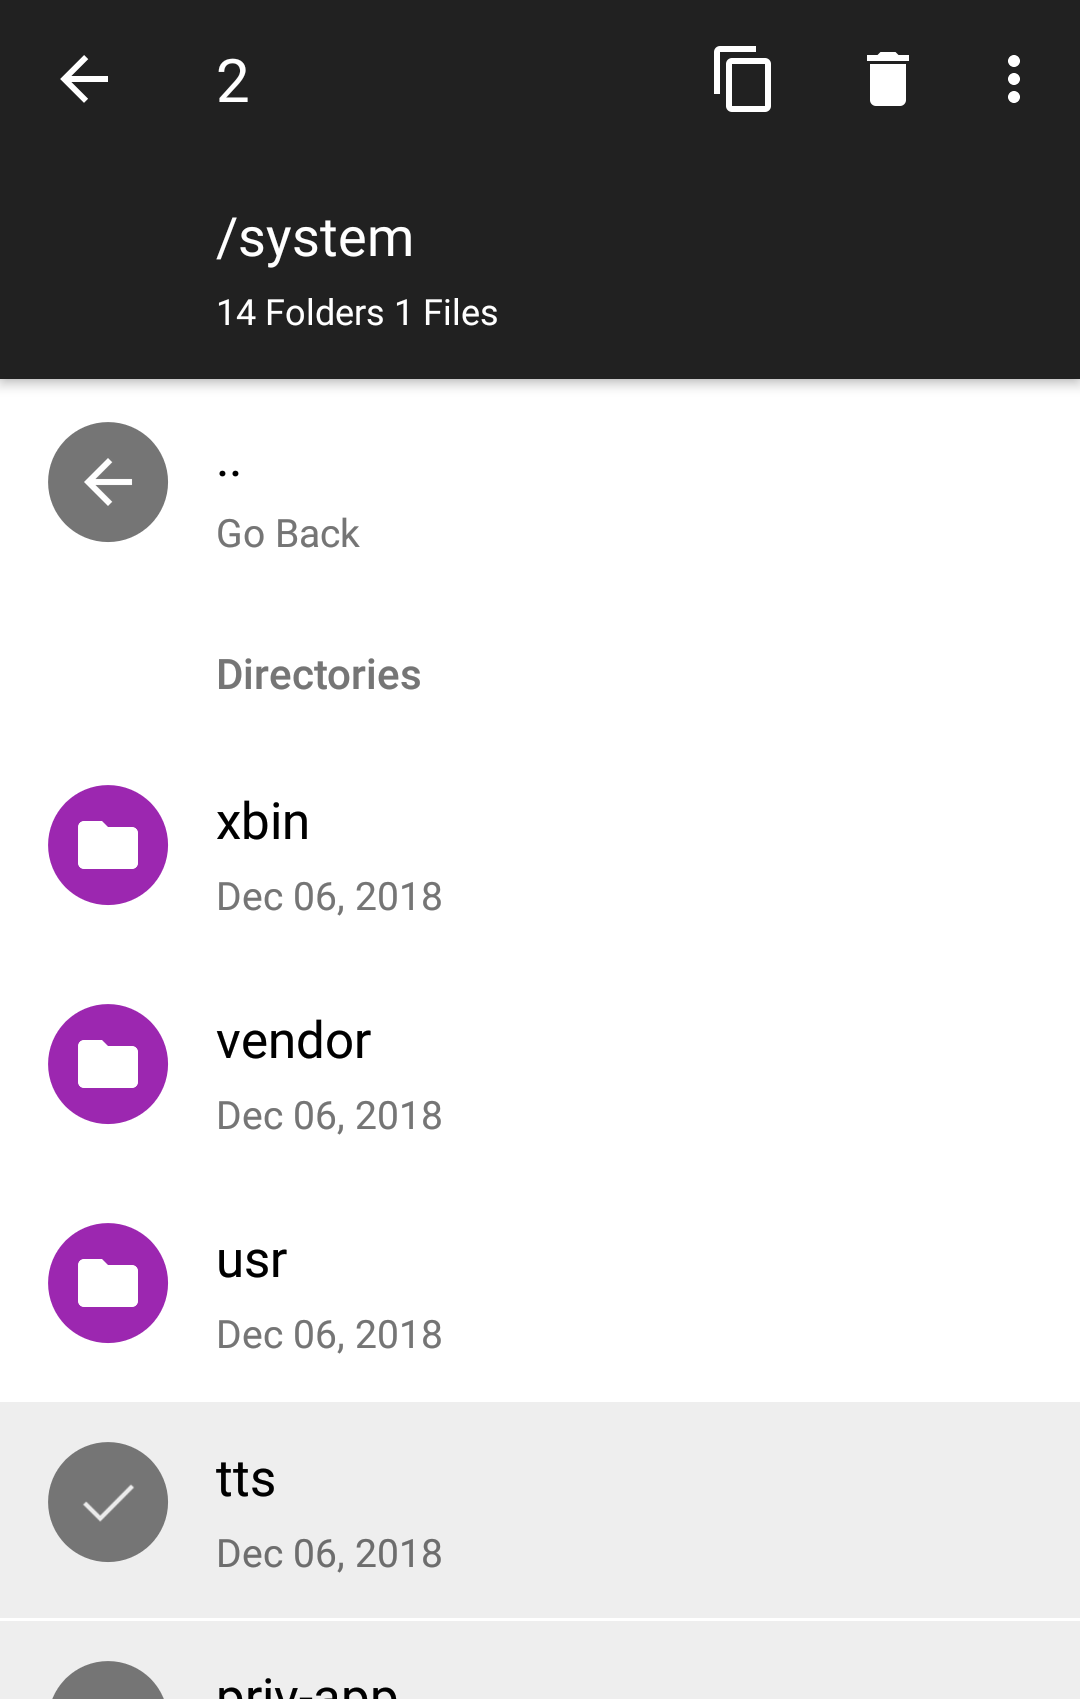 2
/system
14 Folders 1 Files
..
Go Back
Directories
xbin
Dec 06, 2018
vendor
Dec 06, 2018
usr
Dec 06, 2018
tts
Dec 06, 2018
priv-app